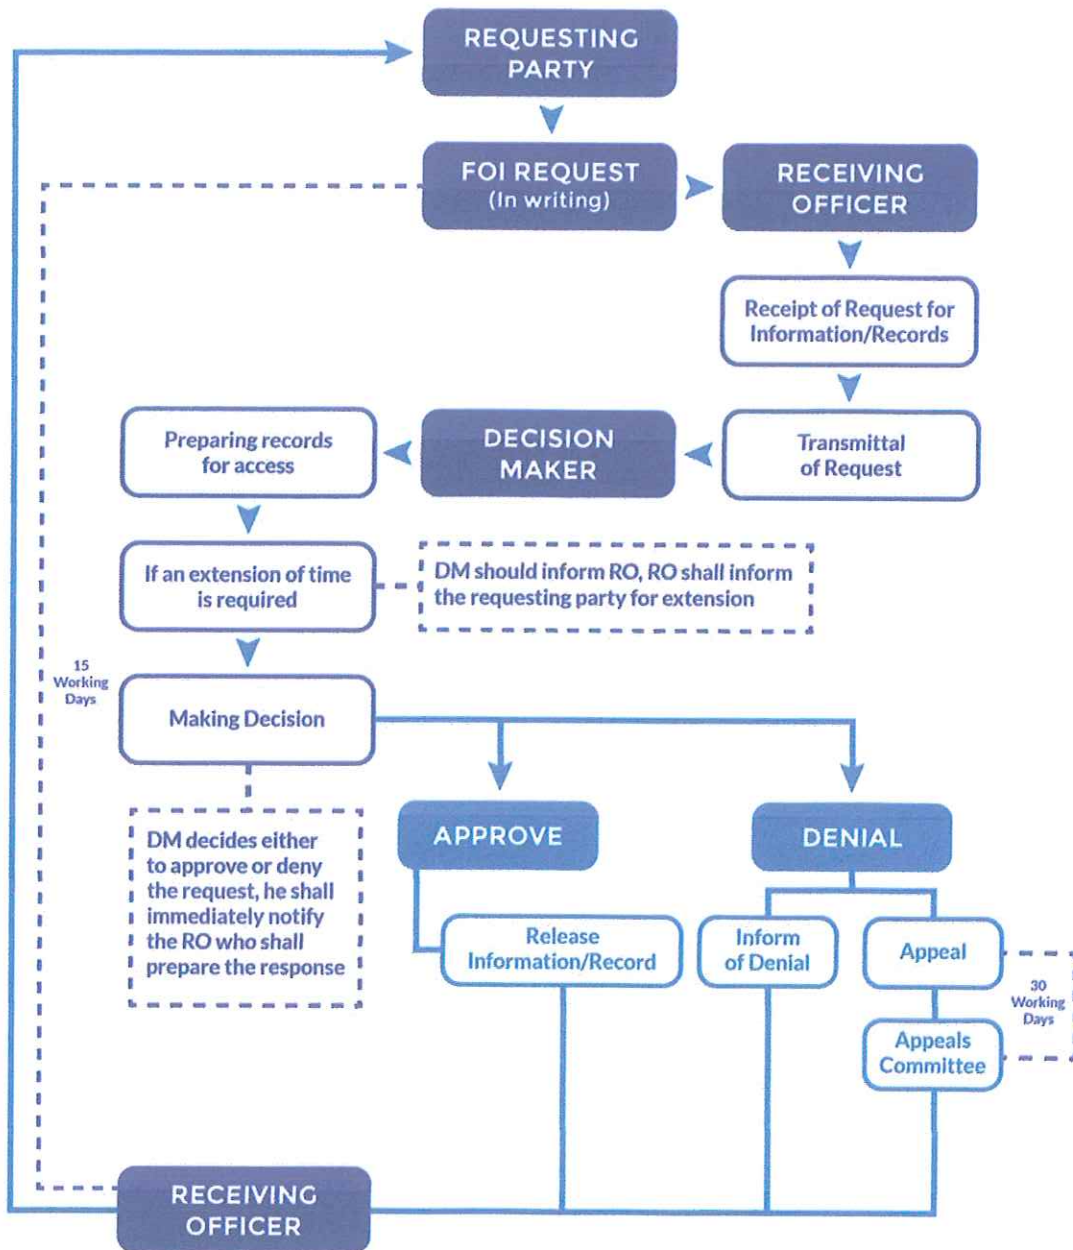 REQUESTING
PARTY
FOI REQUEST
(In writing)
RECEIVING
OFFICER
Receipt of Request for
Information/Records
Transmittal
of Request
DECISION
MAKER
Preparing records
for access
If an extension of time
is required
DM should inform RO, RO shall inform
the requesting party for extension
15
Working
Days
Making Decision
DM decides either
to approve or deny
the request, he shall
immediately notify
the RO who shall
prepare the response
APPROVE
DENIAL
Release
Information/Record
Inform
of Denial
Appeal
30
Working
Days
Appeals
Committee
RECEIVING
OFFICER